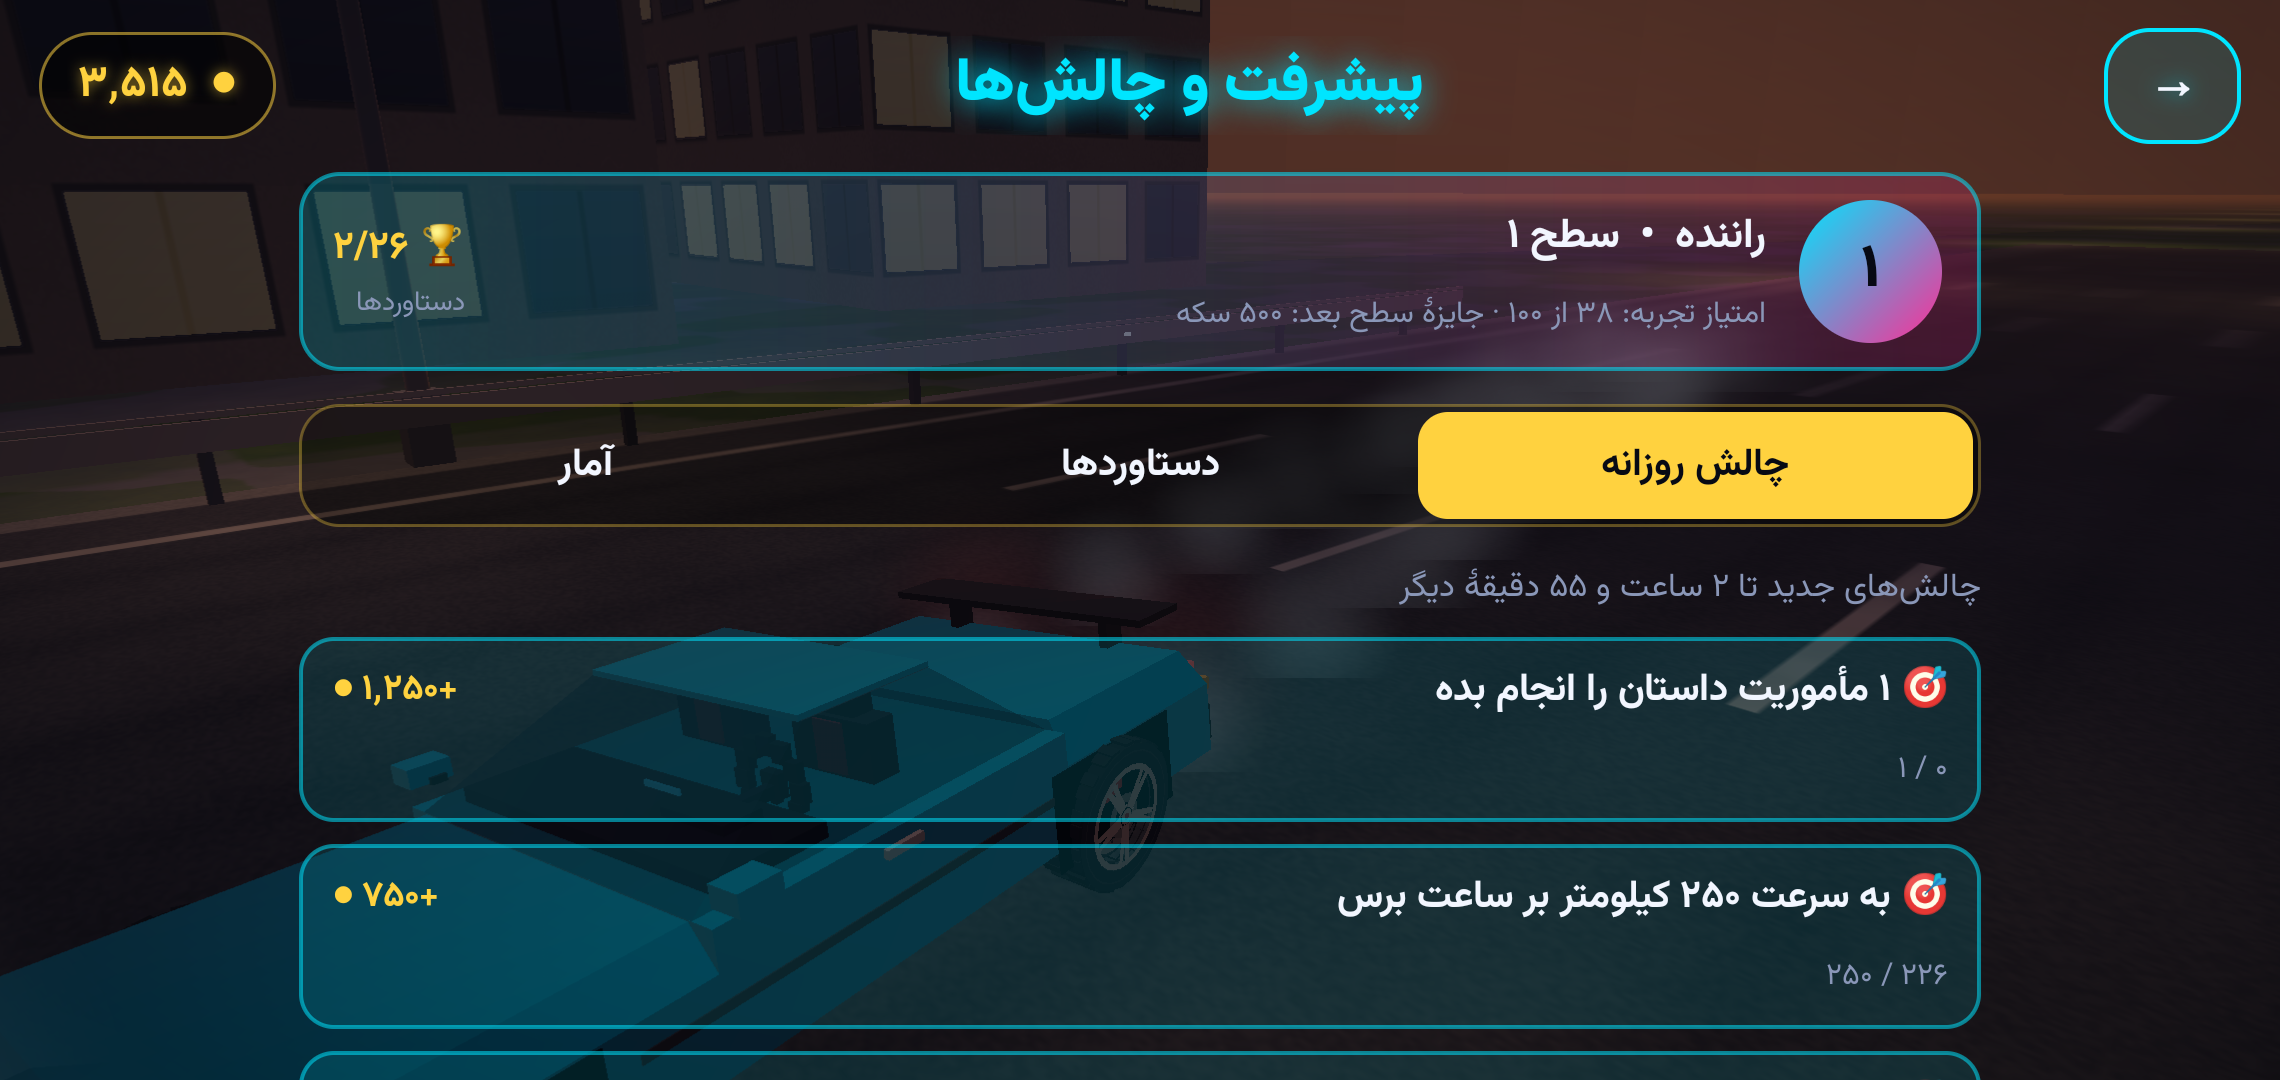 →
پیشرفت و چالش‌ها
۳,۵۱۵
۱
راننده • سطح ۱
امتیاز تجربه: ۳۸ از ۱۰۰ · جایزهٔ سطح بعد: ۵۰۰ سکه
۲/۲۶
دستاوردها
چالش روزانه
دستاوردها
آمار
چالش‌های جدید تا ۲ ساعت و ۵۵ دقیقهٔ دیگر
۱ مأموریت داستان را انجام بده
+۱,۲۵۰
۰ / ۱
به سرعت ۲۵۰ کیلومتر بر ساعت برس
+۷۵۰
۲۲۶ / ۲۵۰